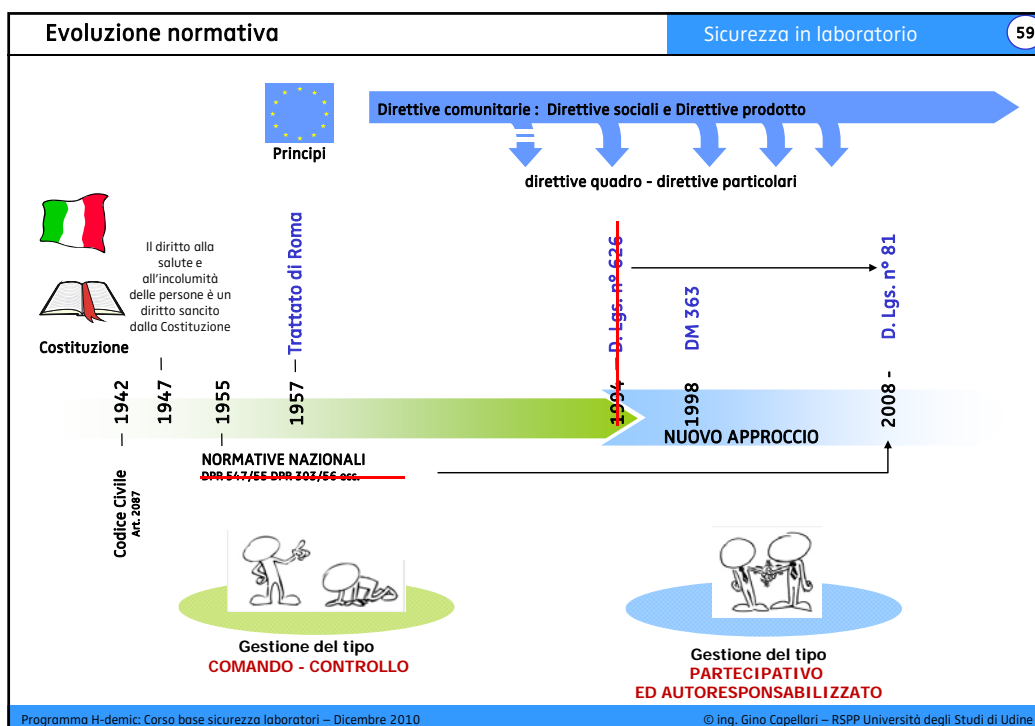 Evoluzione normativa
Sicurezza in laboratorio
59
Direttive comunitarie : Direttive sociali e Direttive prodotto
Principi
direttive quadro - direttive particolari
Il diritto alla
salute e
all'incolumità
delle persone è un
diritto sancito
dalla Costituzione
Costituzione
Trattato di Roma
D. Lgs. n° 626
DM 363
D. Lgs. n° 81
1942
1947
1955
1957
1994
1998
2008 -
NUOVO APPROCCIO
Codice Civile
Art. 2087
NORMATIVE NAZIONALI
DPR 547/55 DPR 303/56 ecc.
Gestione del tipo
COMANDO - CONTROLLO
Gestione del tipo
PARTECIPATIVO
ED AUTORESPONSABILIZZATO
Programma H-demic: Corso base sicurezza laboratori – Dicembre 2010
© ing. Gino Capellari – RSPP Università degli Studi di Udine